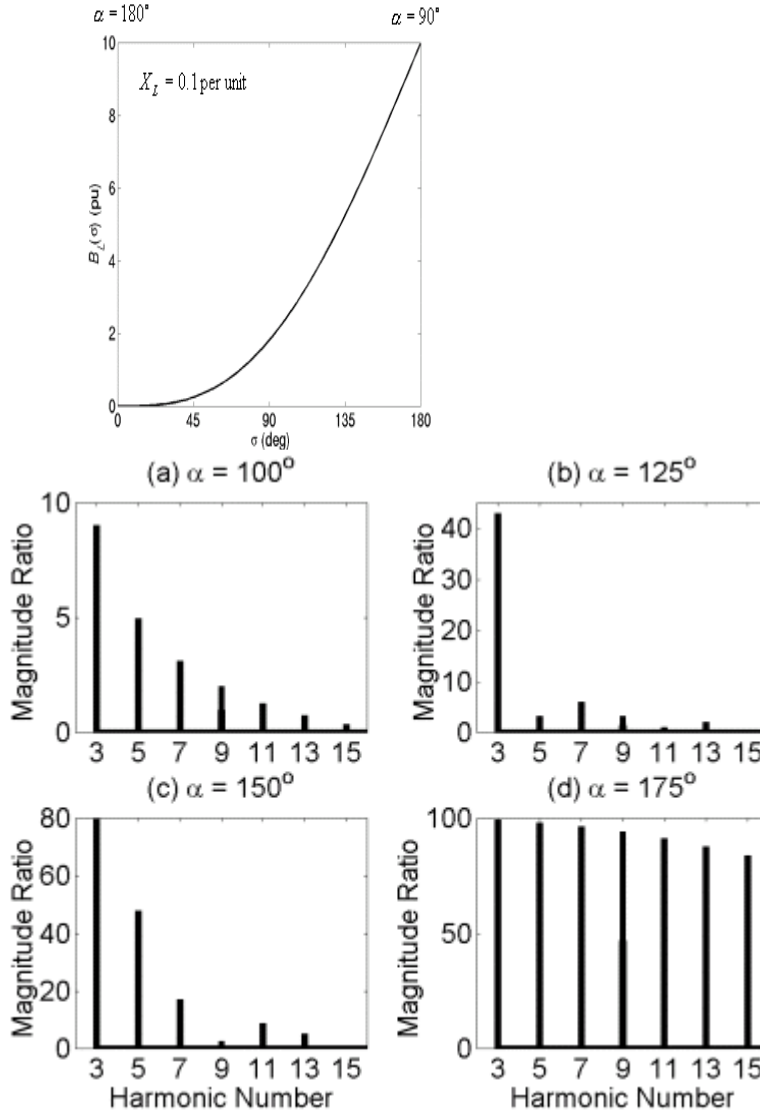 α = 180°
α = 90°
X_L = 0.1 per unit
B_L(σ) (pu)
10
8
6
4
2
0
0 45 90 135 180
σ (deg)
(a) α = 100°
Magnitude Ratio
10
5
0
3 5 7 9 11 13 15
(b) α = 125°
Magnitude Ratio
40
30
20
10
0
3 5 7 9 11 13 15
(c) α = 150°
Magnitude Ratio
80
60
40
20
0
3 5 7 9 11 13 15
Harmonic Number
(d) α = 175°
Magnitude Ratio
100
50
0
3 5 7 9 11 13 15
Harmonic Number